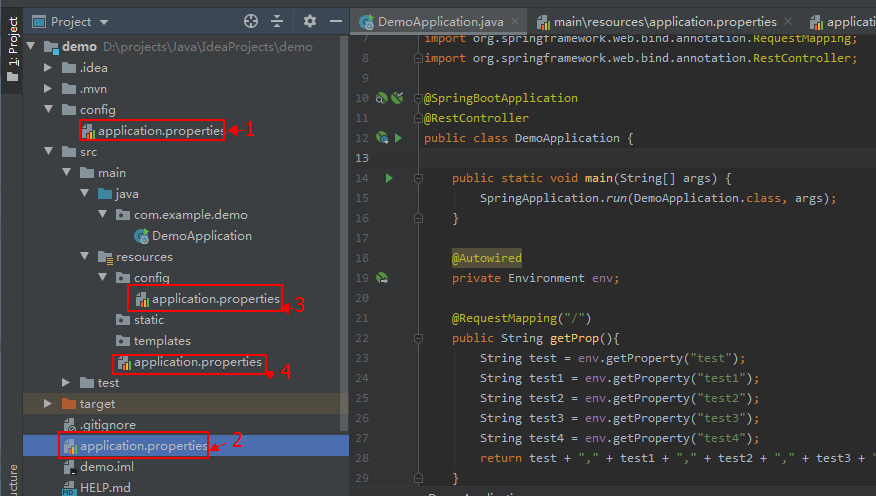 1: Project
Project
demo D:\projects\Java\IdeaProjects\demo
.idea
.mvn
config
application.properties 1
src
main
java
com.example.demo
DemoApplication
resources
config
application.properties 3
static
templates
application.properties 4
test
target
.gitignore
application.properties 2
demo.iml
HELP.md
DemoApplication.java
main\resources\application.properties
7 import org.springframework.web.bind.annotation.RequestMapping;
8 import org.springframework.web.bind.annotation.RestController;
9
10 @SpringBootApplication
11 @RestController
12 public class DemoApplication {
13
14 public static void main(String[] args) {
15 SpringApplication.run(DemoApplication.class, args);
16 }
17
18 @Autowired
19 private Environment env;
20
21 @RequestMapping("/")
22 public String getProp(){
23 String test = env.getProperty("test");
24 String test1 = env.getProperty("test1");
25 String test2 = env.getProperty("test2");
26 String test3 = env.getProperty("test3");
27 String test4 = env.getProperty("test4");
28 return test + "," + test1 + "," + test2 + "," + test3 + "
29 }